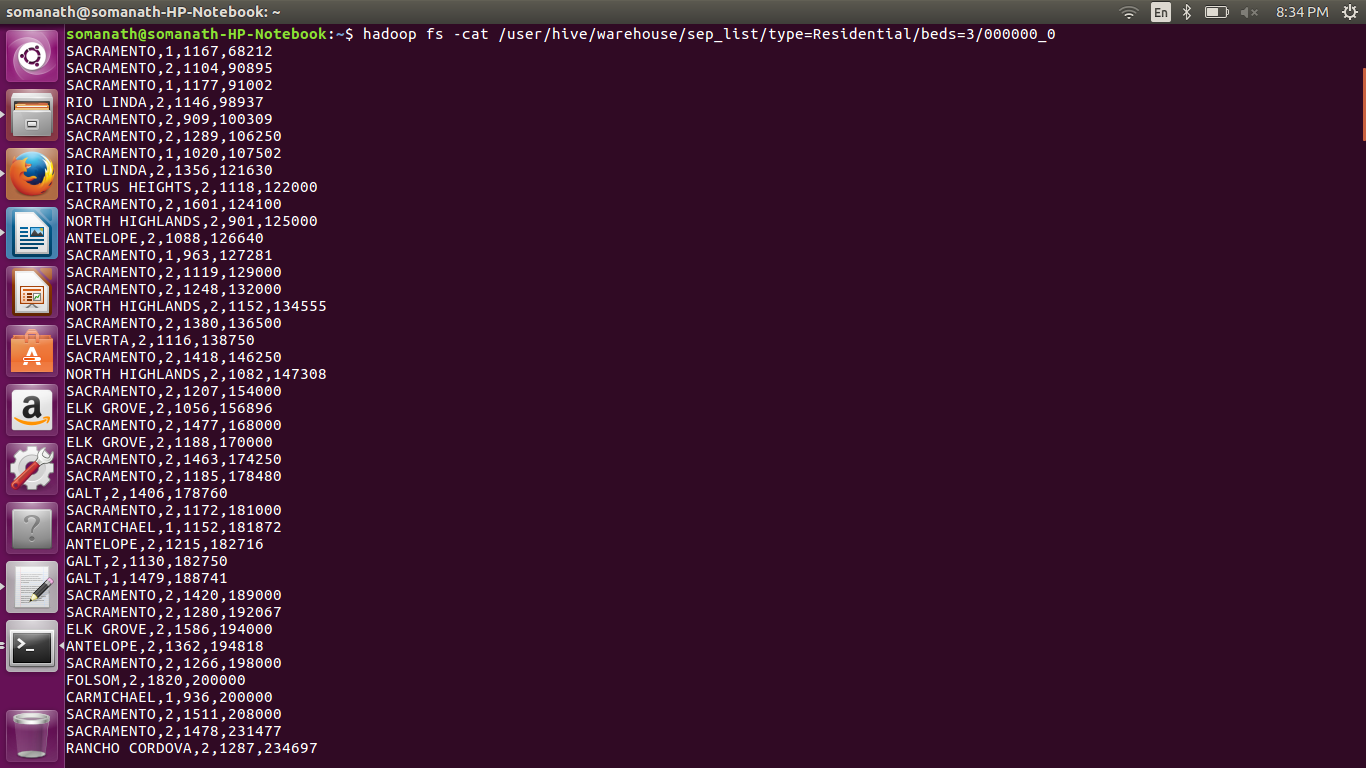 somanath@somanath-HP-Notebook: ~
En
8:34 PM
somanath@somanath-HP-Notebook:~$ hadoop fs -cat /user/hive/warehouse/sep_list/type=Residential/beds=3/000000_0
SACRAMENTO,1,1167,68212
SACRAMENTO,2,1104,90895
SACRAMENTO,1,1177,91002
RIO LINDA,2,1146,98937
SACRAMENTO,2,909,100309
SACRAMENTO,2,1289,106250
SACRAMENTO,1,1020,107502
RIO LINDA,2,1356,121630
CITRUS HEIGHTS,2,1118,122000
SACRAMENTO,2,1601,124100
NORTH HIGHLANDS,2,901,125000
ANTELOPE,2,1088,126640
SACRAMENTO,1,963,127281
SACRAMENTO,2,1119,129000
SACRAMENTO,2,1248,132000
NORTH HIGHLANDS,2,1152,134555
SACRAMENTO,2,1380,136500
ELVERTA,2,1116,138750
SACRAMENTO,2,1418,146250
NORTH HIGHLANDS,2,1082,147308
SACRAMENTO,2,1207,154000
ELK GROVE,2,1056,156896
SACRAMENTO,2,1477,168000
ELK GROVE,2,1188,170000
SACRAMENTO,2,1463,174250
SACRAMENTO,2,1185,178480
GALT,2,1406,178760
SACRAMENTO,2,1172,181000
CARMICHAEL,1,1152,181872
ANTELOPE,2,1215,182716
GALT,2,1130,182750
GALT,1,1479,188741
SACRAMENTO,2,1420,189000
SACRAMENTO,2,1280,192067
ELK GROVE,2,1586,194000
ANTELOPE,2,1362,194818
SACRAMENTO,2,1266,198000
FOLSOM,2,1820,200000
CARMICHAEL,1,936,200000
SACRAMENTO,2,1511,208000
SACRAMENTO,2,1478,231477
RANCHO CORDOVA,2,1287,234697